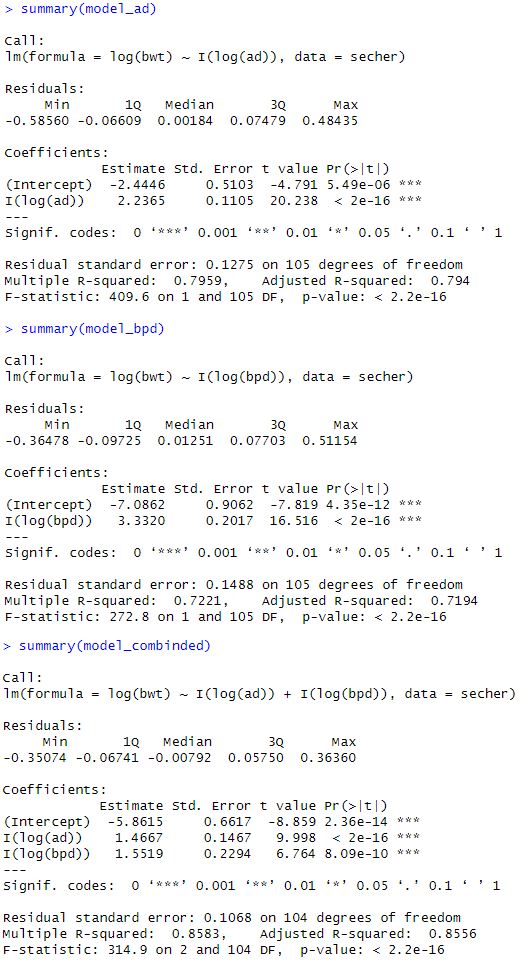 > summary(model_ad)
Call:
lm(formula = log(bwt) ~ I(log(ad)), data = secher)
Residuals:
     Min       1Q   Median       3Q      Max
-0.58560 -0.06609  0.00184  0.07479  0.48435
Coefficients:
            Estimate Std. Error t value Pr(>|t|)
(Intercept)  -2.4446     0.5103  -4.791 5.49e-06 ***
I(log(ad))    2.2365     0.1105  20.238  < 2e-16 ***
---
Signif. codes:  0 ‘***’ 0.001 ‘**’ 0.01 ‘*’ 0.05 ‘.’ 0.1 ‘ ’ 1
Residual standard error: 0.1275 on 105 degrees of freedom
Multiple R-squared:  0.7959,    Adjusted R-squared:  0.794
F-statistic: 409.6 on 1 and 105 DF,  p-value: < 2.2e-16
> summary(model_bpd)
Call:
lm(formula = log(bwt) ~ I(log(bpd)), data = secher)
Residuals:
     Min       1Q   Median       3Q      Max
-0.36478 -0.09725  0.01251  0.07703  0.51154
Coefficients:
            Estimate Std. Error t value Pr(>|t|)
(Intercept)  -7.0862     0.9062  -7.819 4.35e-12 ***
I(log(bpd))   3.3320     0.2017  16.516  < 2e-16 ***
---
Signif. codes:  0 ‘***’ 0.001 ‘**’ 0.01 ‘*’ 0.05 ‘.’ 0.1 ‘ ’ 1
Residual standard error: 0.1488 on 105 degrees of freedom
Multiple R-squared:  0.7221,    Adjusted R-squared:  0.7194
F-statistic: 272.8 on 1 and 105 DF,  p-value: < 2.2e-16
> summary(model_combinded)
Call:
lm(formula = log(bwt) ~ I(log(ad)) + I(log(bpd)), data = secher)
Residuals:
     Min       1Q   Median       3Q      Max
-0.35074 -0.06741 -0.00792  0.05750  0.36360
Coefficients:
            Estimate Std. Error t value Pr(>|t|)
(Intercept)  -5.8615     0.6617  -8.859 2.36e-14 ***
I(log(ad))    1.4667     0.1467   9.998  < 2e-16 ***
I(log(bpd))   1.5519     0.2294   6.764 8.09e-10 ***
---
Signif. codes:  0 ‘***’ 0.001 ‘**’ 0.01 ‘*’ 0.05 ‘.’ 0.1 ‘ ’ 1
Residual standard error: 0.1068 on 104 degrees of freedom
Multiple R-squared:  0.8583,    Adjusted R-squared:  0.8556
F-statistic: 314.9 on 2 and 104 DF,  p-value: < 2.2e-16